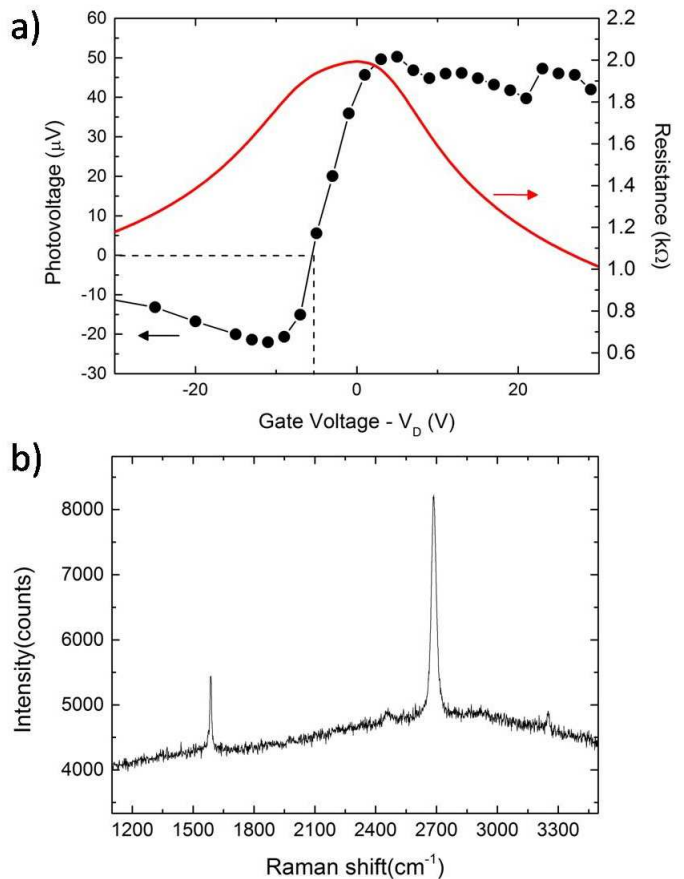 a)
60
50
40
30
20
10
0
-10
-20
-30
Photovoltage (μV)
2.2
2.0
1.8
1.6
1.4
1.2
1.0
0.8
0.6
Resistance (kΩ)
-20 0 20
Gate Voltage - V_D (V)
b)
8000
7000
6000
5000
4000
Intensity(counts)
1200 1500 1800 2100 2400 2700 3000 3300
Raman shift(cm⁻¹)